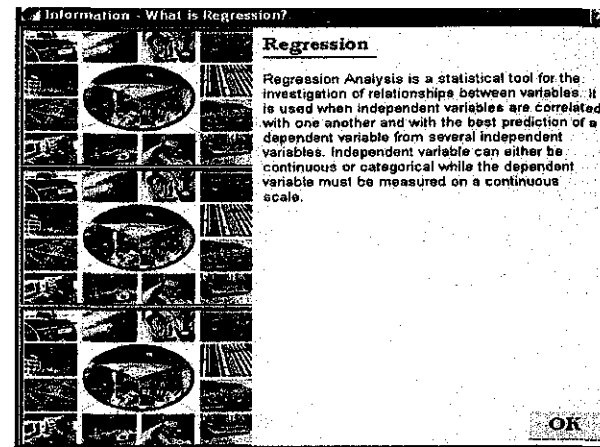 Information - What is Regression?
Regression
Regression Analysis is a statistical tool for the
investigation of relationships between variables. It
is used when independent variables are correlated
with one another and with the best prediction of a
dependent variable from several independent
variables. Independent variable can either be
continuous or categorical while the dependent
variable must be measured on a continuous
scale.
OK